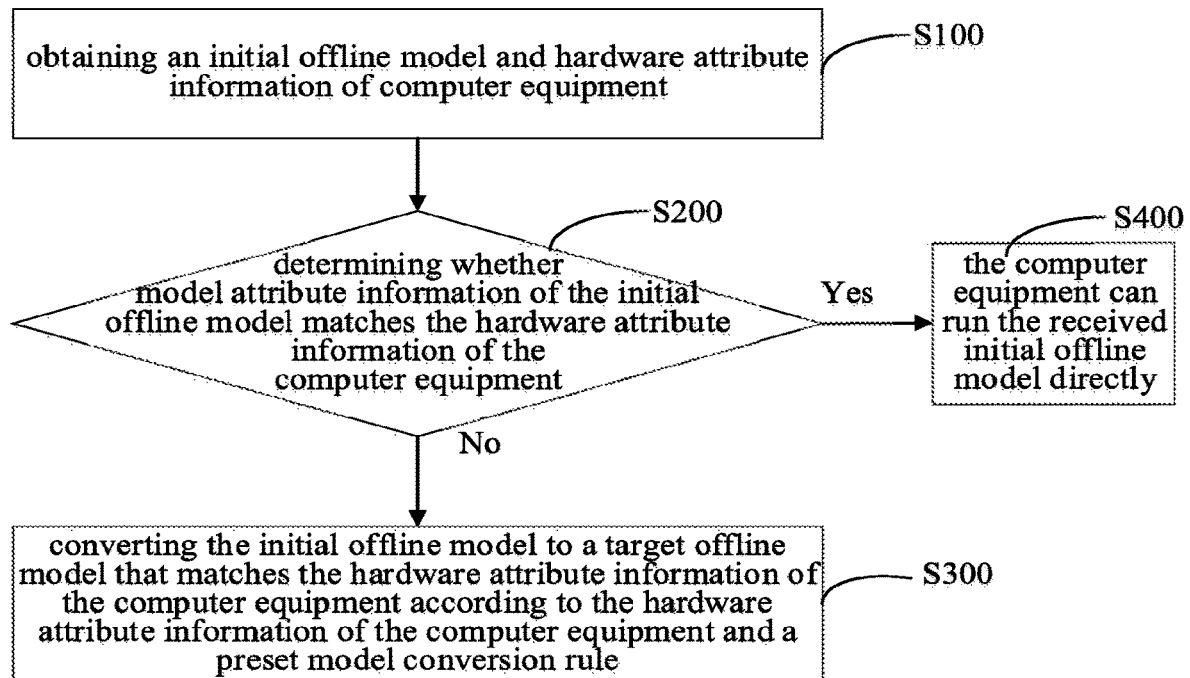 obtaining an initial offline model and hardware attribute
information of computer equipment
S100
S200
determining whether
model attribute information of the initial
offline model matches the hardware attribute
information of the
computer equipment
Yes
S400
the computer
equipment can
run the received
initial offline
model directly
No
converting the initial offline model to a target offline
model that matches the hardware attribute information of
the computer equipment according to the hardware
attribute information of the computer equipment and a
preset model conversion rule
S300